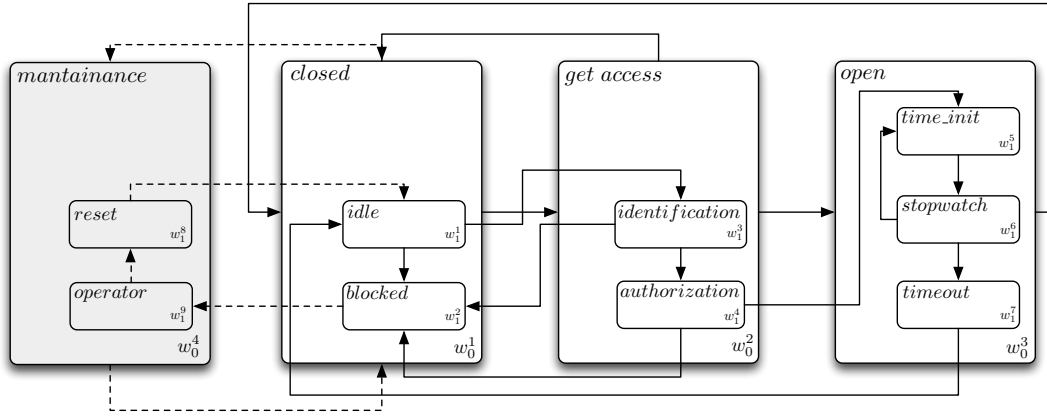 mantainance
reset
w_1^8
operator
w_1^9
w_0^4
closed
idle
w_1^1
blocked
w_1^2
w_0^1
get access
identification
w_1^3
authorization
w_1^4
w_0^2
open
time_init
w_1^5
stopwatch
w_1^6
timeout
w_1^7
w_0^3